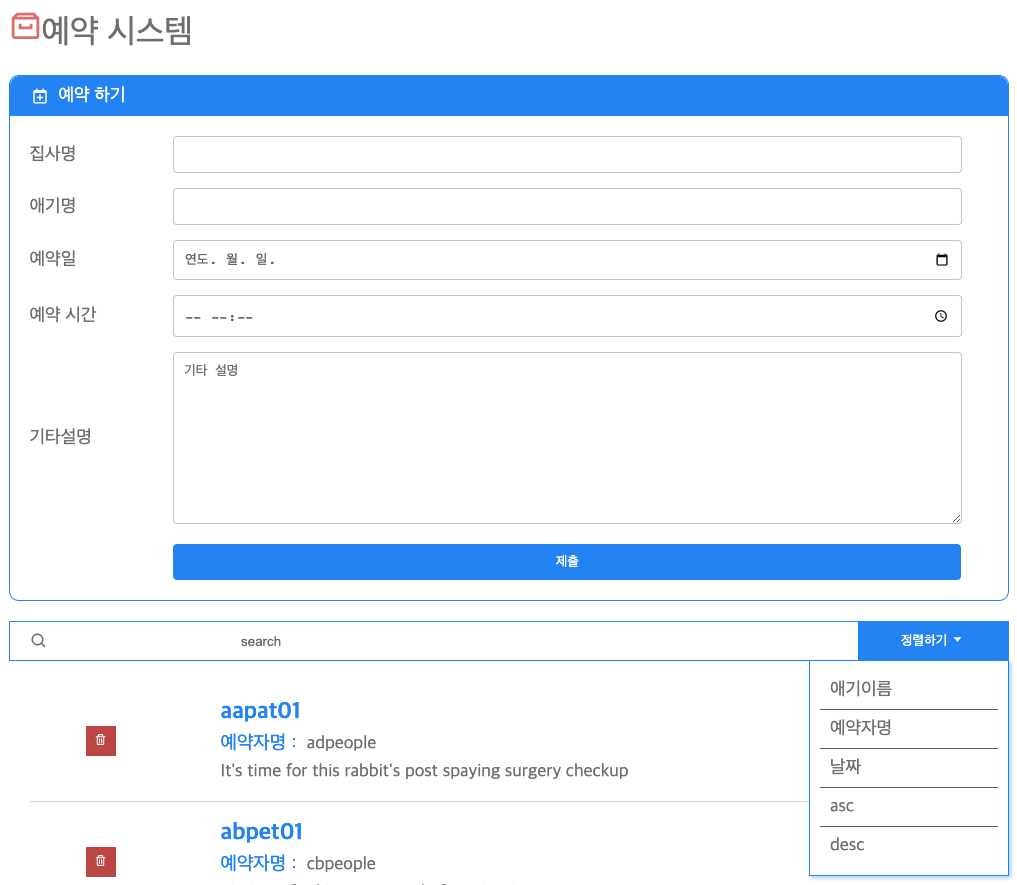 예약 시스템
예약 하기
집사명
애기명
예약일
연도. 월. 일.
예약 시간
-- --:--
기타 설명
기타설명
제출
search
정렬하기
애기이름
예약자명
날짜
asc
desc
aapat01
예약자명 : adpeople
It's time for this rabbit's post spaying surgery checkup
abpet01
예약자명 : cbpeople